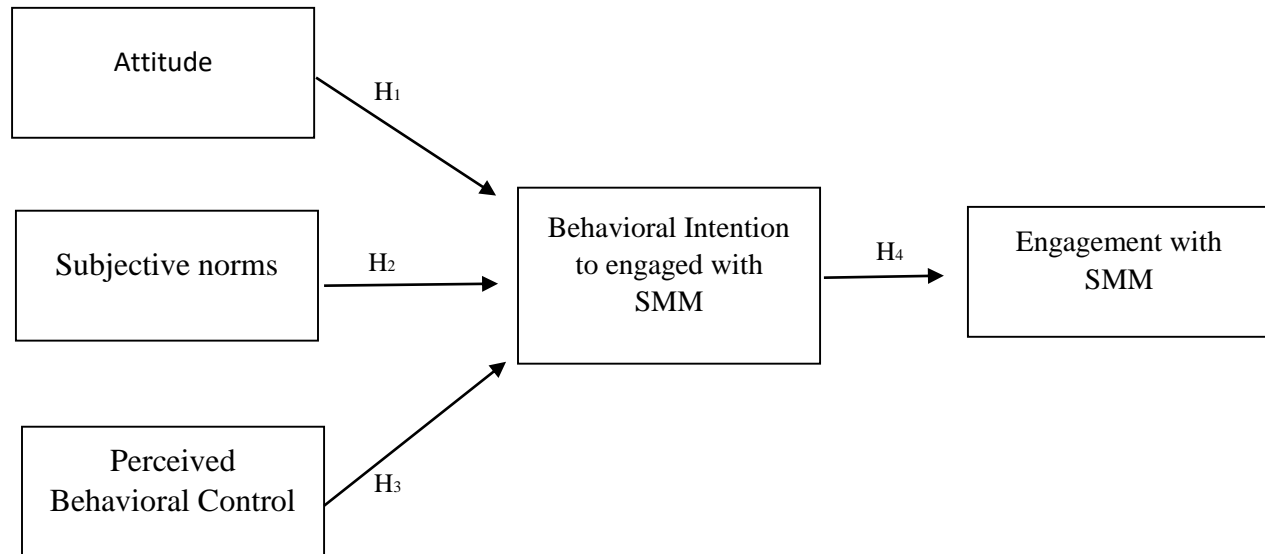 Attitude
H1
Subjective norms
H2
Behavioral Intention
to engaged with
SMM
H4
Engagement with
SMM
Perceived
Behavioral Control
H3